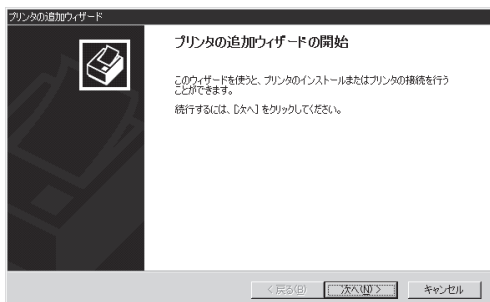 プリンタの追加ウィザード
プリンタの追加ウィザードの開始
このウィザードを使うと、プリンタのインストールまたはプリンタの接続を行う
ことができます。
続行するには、[次へ] をクリックしてください。
< 戻る(B)
次へ(N) >
キャンセル